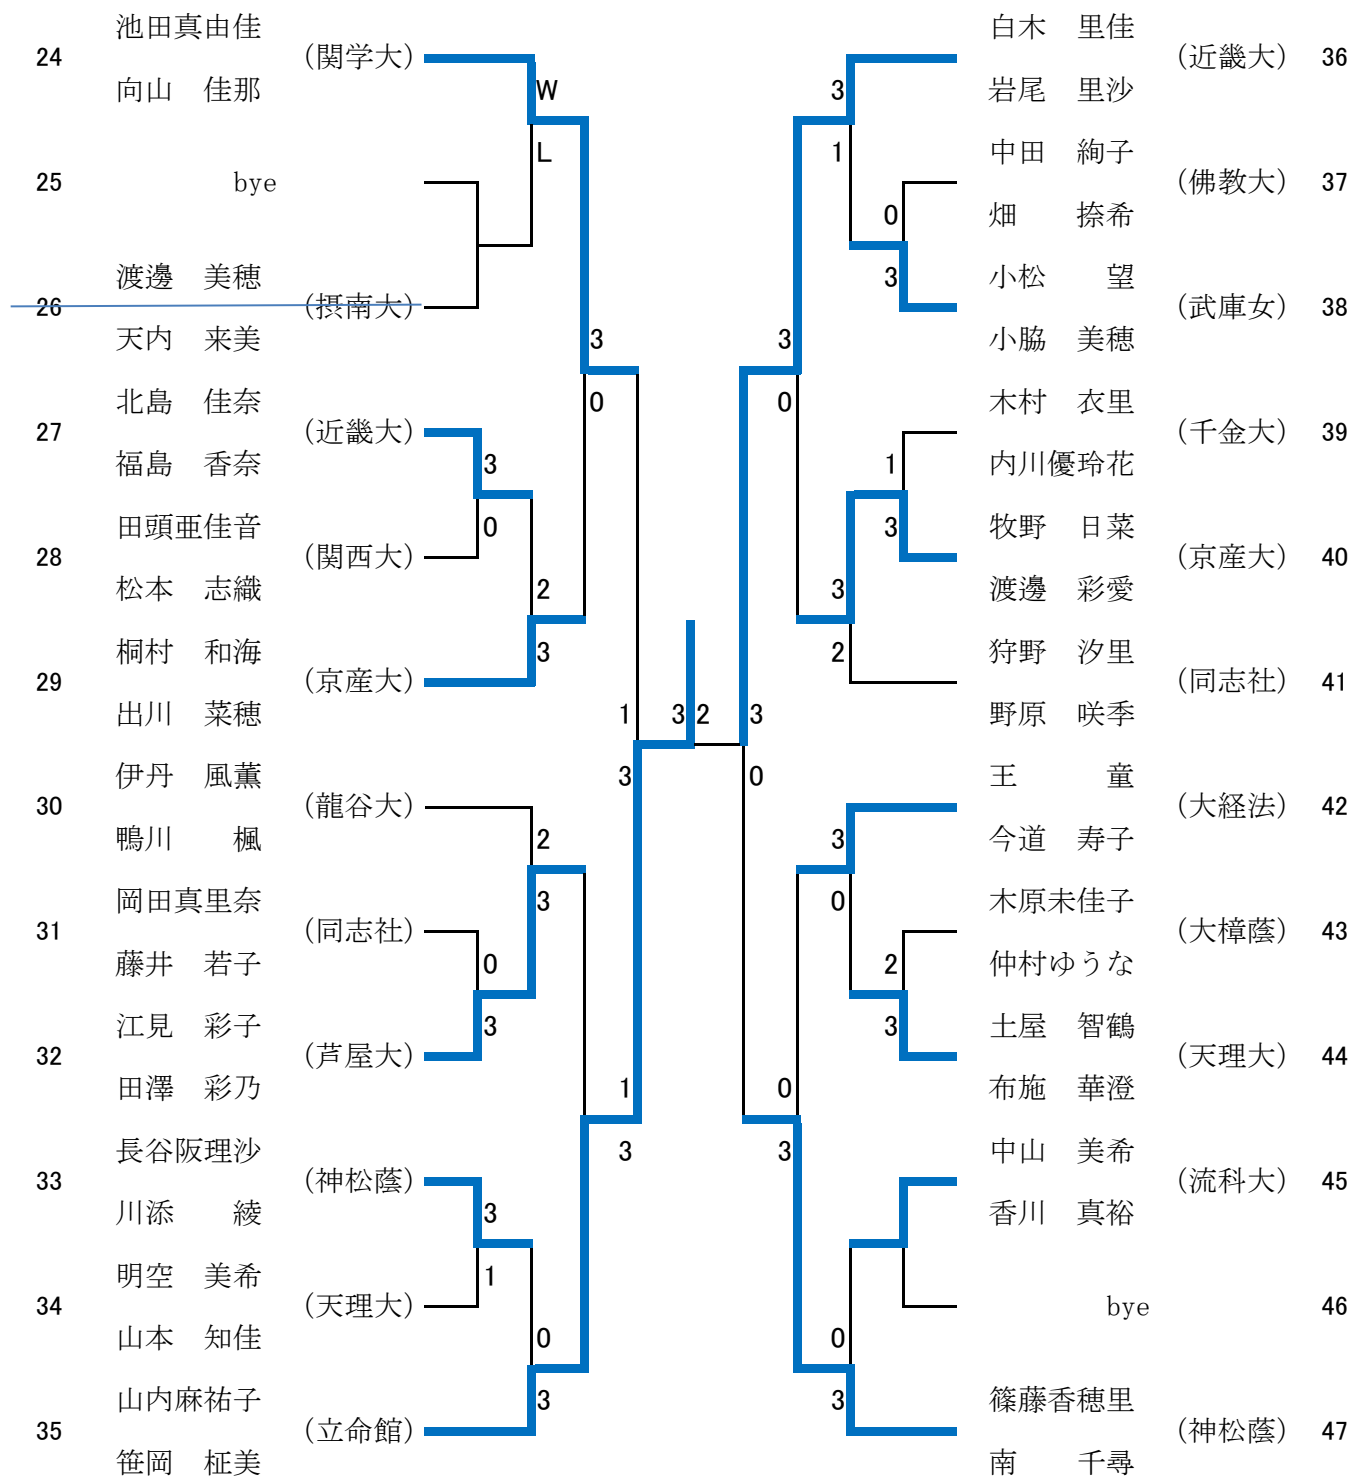 池田真由佳
24 (関学大)
向山 佳那
W
L
25 bye
渡邊 美穂
26 (摂南大)
天内 来美
3
0
北島 佳奈
27 (近畿大)
福島 香奈
3
0
田頭亜佳音
28 (関西大)
松本 志織
2
3
桐村 和海
29 (京産大)
出川 菜穂
1
3
伊丹 風薫
30 (龍谷大)
鴨川 楓
2
3
岡田真里奈
31 (同志社)
藤井 若子
0
3
江見 彩子
32 (芦屋大)
田澤 彩乃
1
3
長谷阪理沙
33 (神松蔭)
川添 綾
3
1
明空 美希
34 (天理大)
山本 知佳
0
3
山内麻祐子
35 (立命館)
笹岡 柾美
3 2
白木 里佳
(近畿大) 36
岩尾 里沙
3
1
中田 絢子
(佛教大) 37
畑 捺希
0
3
小松 望
(武庫女) 38
小脇 美穂
3
0
木村 衣里
(千金大) 39
内川優玲花
1
3
牧野 日菜
(京産大) 40
渡邊 彩愛
3
2
狩野 汐里
(同志社) 41
野原 咲季
3
0
王 童
(大経法) 42
今道 寿子
3
0
木原未佳子
(大樟蔭) 43
仲村ゆうな
2
3
土屋 智鶴
(天理大) 44
布施 華澄
0
3
中山 美希
(流科大) 45
香川 真裕
bye 46
0
3
篠藤香穂里
(神松蔭) 47
南 千尋